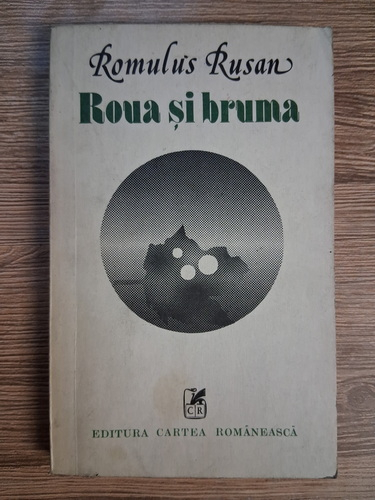 Romulus Rusan
Roua și bruma
CR
EDITURA CARTEA ROMÂNEASCĂ